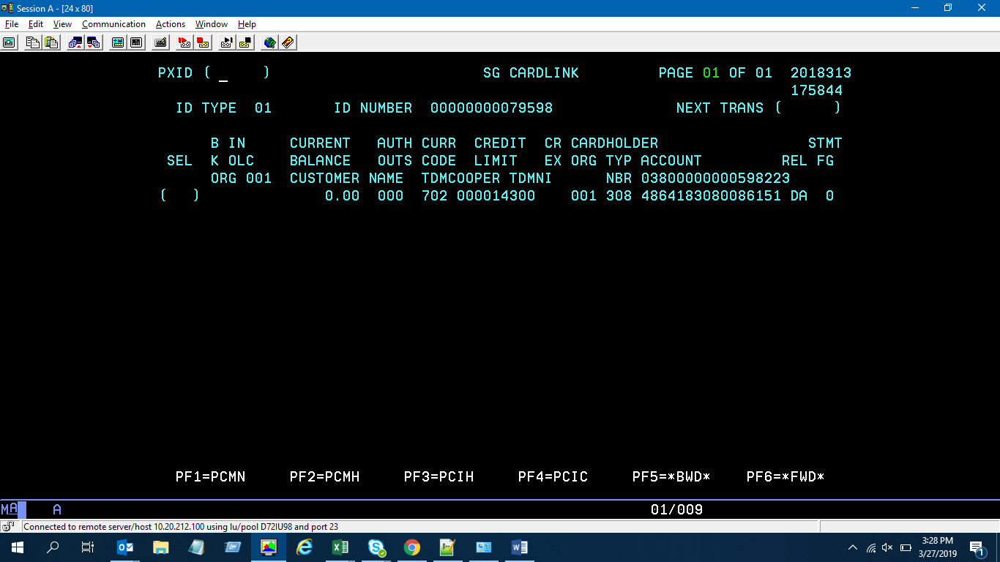 Session A - [24 x 80]
File Edit View Communication Actions Window Help
PXID ( _ ) SG CARDLINK PAGE 01 OF 01 2018313
175844
ID TYPE 01 ID NUMBER 00000000079598 NEXT TRANS ( )
B IN CURRENT AUTH CURR CREDIT CR CARDHOLDER STMT
SEL K OLC BALANCE OUTS CODE LIMIT EX ORG TYP ACCOUNT REL FG
ORG 001 CUSTOMER NAME TDMCOOPER TDMNI NBR 03800000000598223
( ) 0.00 000 702 000014300 001 308 4864183080086151 DA 0
PF1=PCMN PF2=PCMH PF3=PCIH PF4=PCIC PF5=*BWD* PF6=*FWD*
MA A 01/009
Connected to remote server/host 10.20.212.100 using lu/pool D72IU98 and port 23
3:28 PM
3/27/2019
1